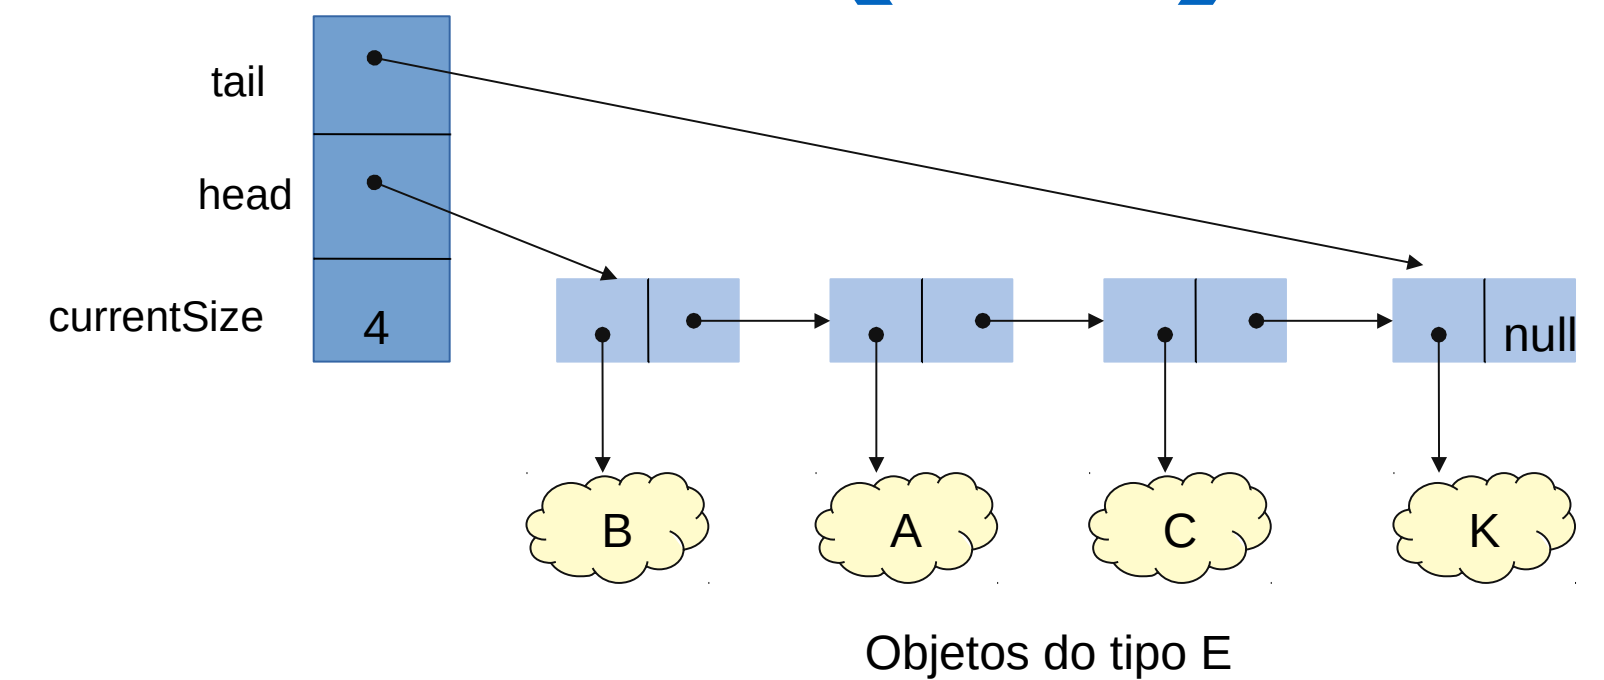 tail
head
currentSize
4
null
B
A
C
K
Objetos do tipo E